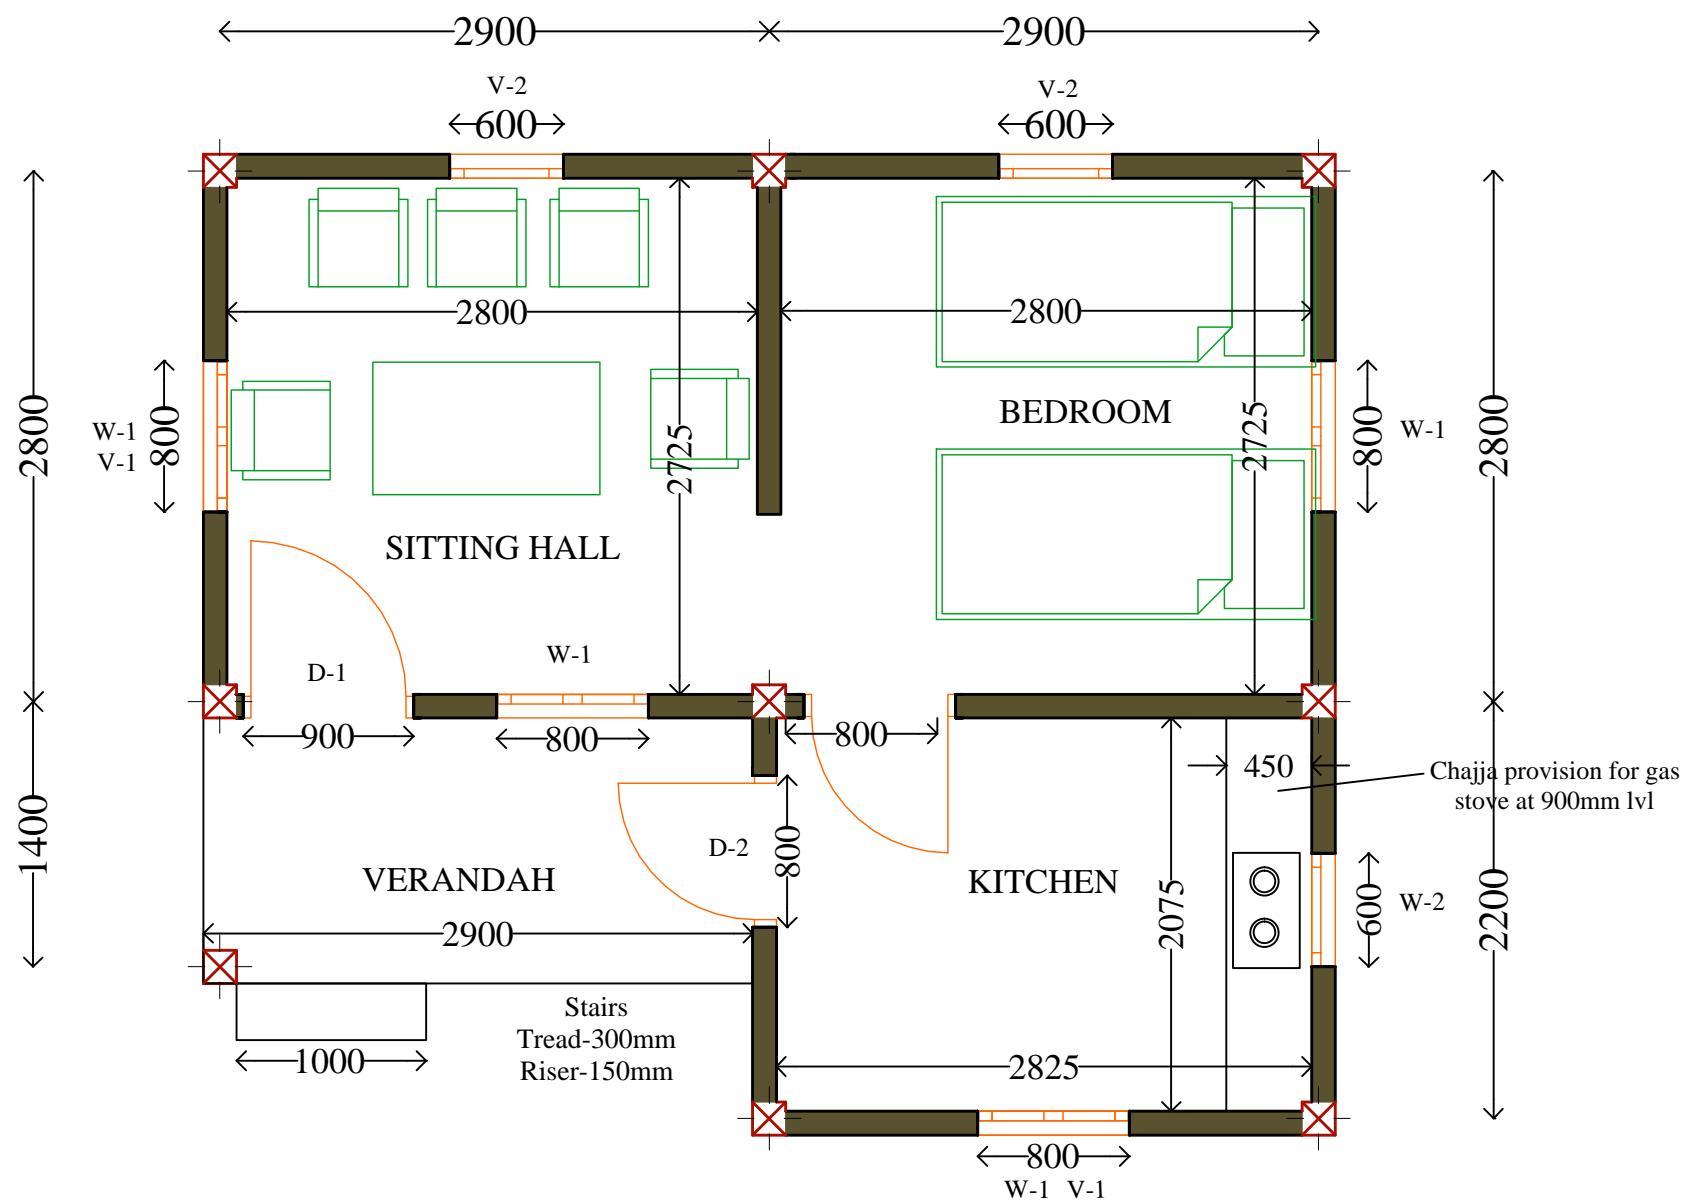 2900
2900
V-2
V-2
600
600
2800
2800
BEDROOM
2800
W-1
V-1
800
2725
2725
800
W-1
2800
SITTING HALL
W-1
D-1
900
800
800
450
Chajja provision for gas
stove at 900mm lvl
1400
D-2
800
VERANDAH
KITCHEN
2075
600
W-2
2200
2900
Stairs
Tread-300mm
Riser-150mm
1000
2825
800
W-1 V-1